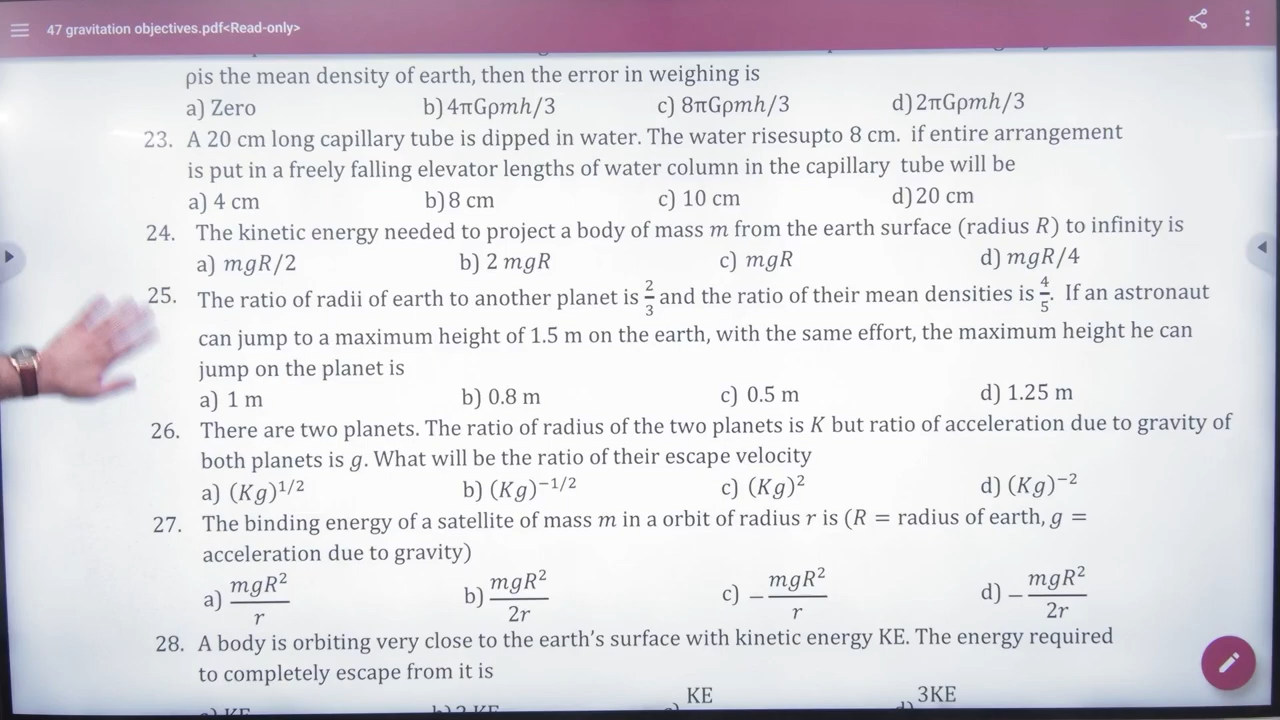 47 gravitation objectives.pdf<Read-only>
ρis the mean density of earth, then the error in weighing is
a) Zero b) 4πGρmh/3 c) 8πGρmh/3 d) 2πGρmh/3
23. A 20 cm long capillary tube is dipped in water. The water risesupto 8 cm. if entire arrangement
is put in a freely falling elevator lengths of water column in the capillary tube will be
a) 4 cm b) 8 cm c) 10 cm d) 20 cm
24. The kinetic energy needed to project a body of mass m from the earth surface (radius R) to infinity is
a) mgR/2 b) 2 mgR c) mgR d) mgR/4
25. The ratio of radii of earth to another planet is 2/3 and the ratio of their mean densities is 4/5. If an astronaut
can jump to a maximum height of 1.5 m on the earth, with the same effort, the maximum height he can
jump on the planet is
a) 1 m b) 0.8 m c) 0.5 m d) 1.25 m
26. There are two planets. The ratio of radius of the two planets is K but ratio of acceleration due to gravity of
both planets is g. What will be the ratio of their escape velocity
a) (Kg)^1/2 b) (Kg)^−1/2 c) (Kg)^2 d) (Kg)^−2
27. The binding energy of a satellite of mass m in a orbit of radius r is (R = radius of earth, g =
acceleration due to gravity)
a) mgR²/r b) mgR²/2r c) − mgR²/r d) − mgR²/2r
28. A body is orbiting very close to the earth's surface with kinetic energy KE. The energy required
to completely escape from it is
KE 3KE